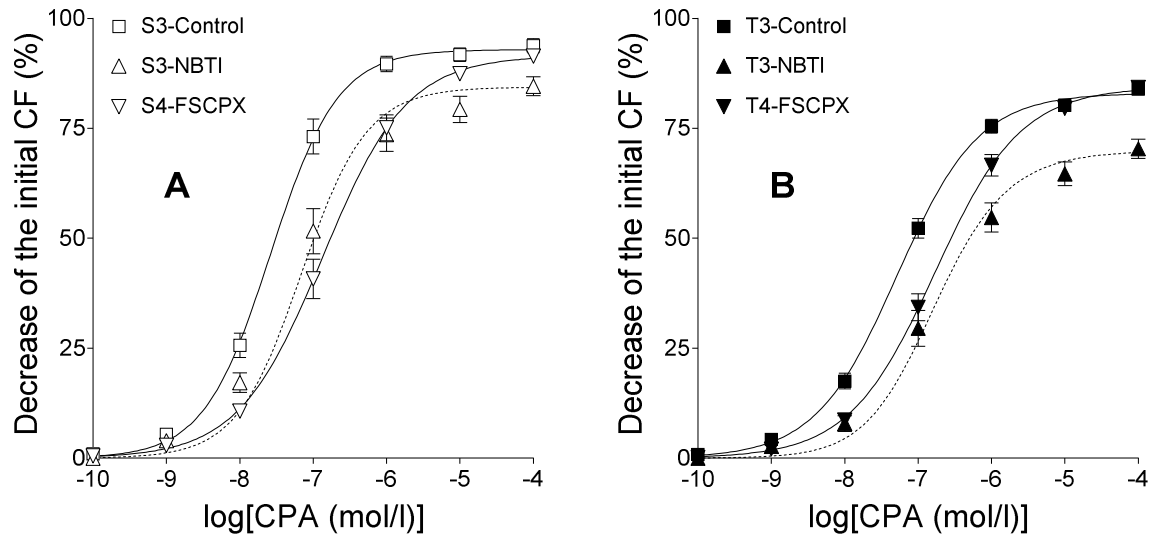 Decrease of the initial CF (%)
100
75
50
25
0
S3-Control
S3-NBTI
S4-FSCPX
A
-10 -9 -8 -7 -6 -5 -4
log[CPA (mol/l)]
Decrease of the initial CF (%)
100
75
50
25
0
T3-Control
T3-NBTI
T4-FSCPX
B
-10 -9 -8 -7 -6 -5 -4
log[CPA (mol/l)]